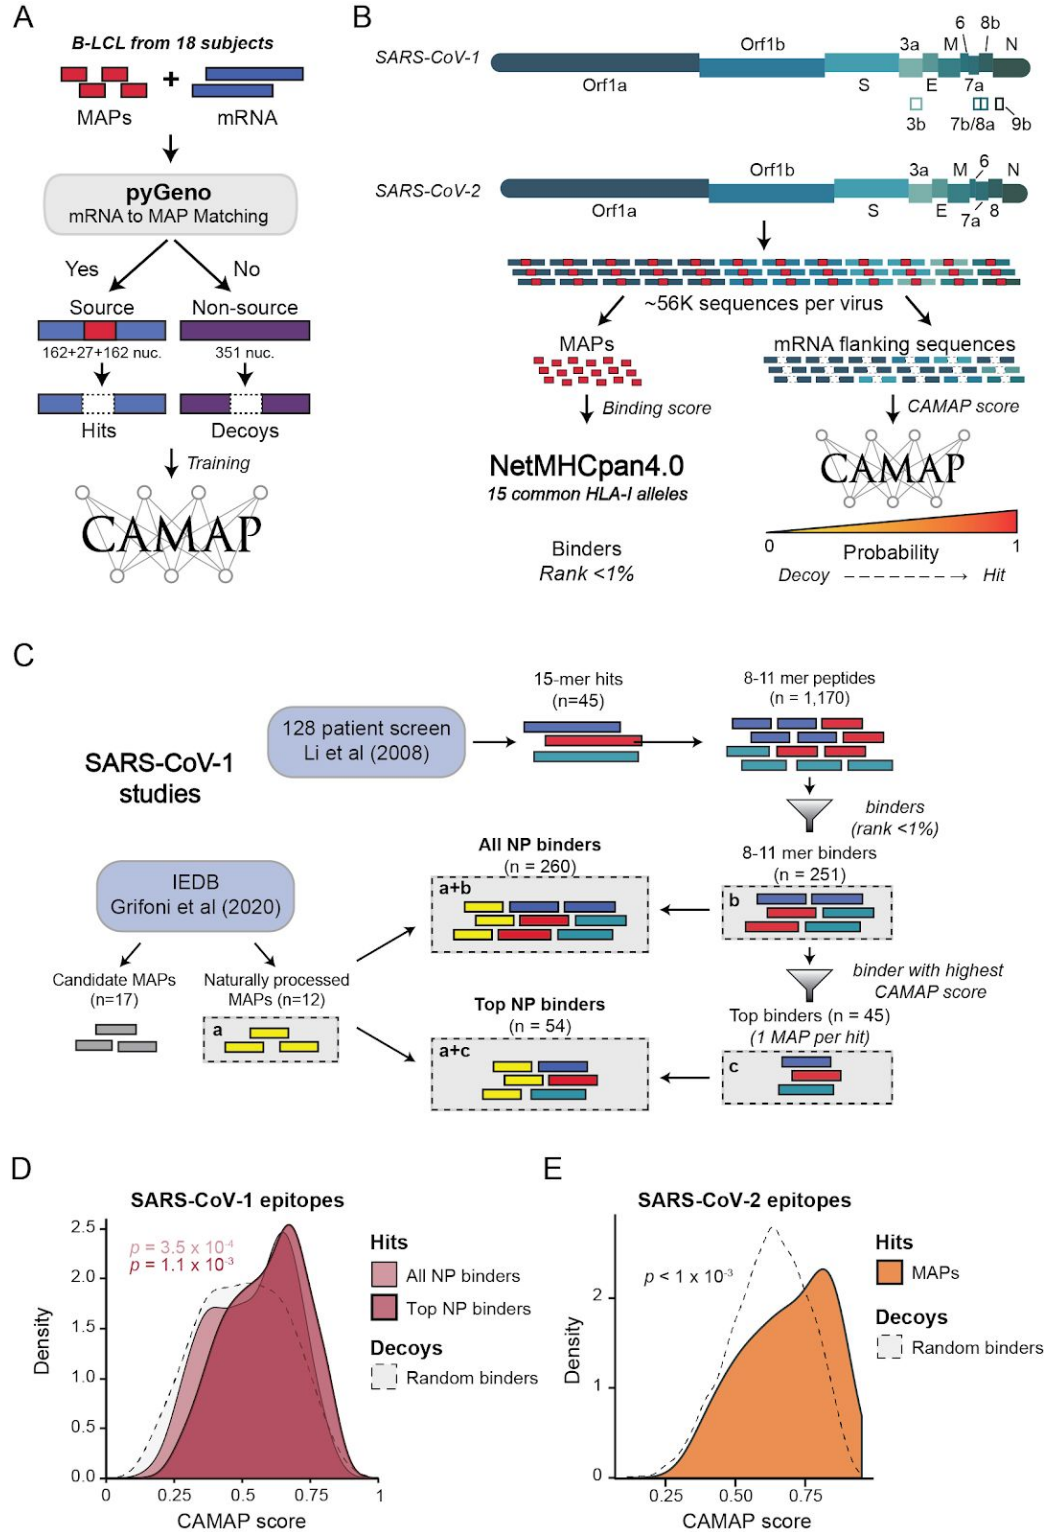 A
B-LCL from 18 subjects
+
MAPs
mRNA
pyGeno
mRNA to MAP Matching
Yes
No
Source
Non-source
162+27+162 nuc.
351 nuc.
Hits
Decoys
Training
CAMAP
B
SARS-CoV-1
Orf1a
Orf1b
S
3a
E
M
6
7a
8b
N
3b
7b/8a
9b
SARS-CoV-2
Orf1a
Orf1b
S
3a
E
M
6
7a
8
N
~56K sequences per virus
MAPs
mRNA flanking sequences
Binding score
CAMAP score
NetMHCpan4.0
15 common HLA-I alleles
CAMAP
Binders
Rank <1%
0
Probability
1
Decoy
Hit
C
SARS-CoV-1
studies
128 patient screen
Li et al (2008)
15-mer hits
(n=45)
8-11 mer peptides
(n = 1,170)
binders
(rank <1%)
IEDB
Grifoni et al (2020)
All NP binders
(n = 260)
a+b
8-11 mer binders
(n = 251)
b
Candidate MAPs
(n=17)
Naturally processed
MAPs (n=12)
a
binder with highest
CAMAP score
Top NP binders
(n = 54)
a+c
Top binders (n = 45)
(1 MAP per hit)
c
D
SARS-CoV-1 epitopes
p = 3.5 x 10-4
p = 1.1 x 10-3
Density
2.5
2.0
1.5
1.0
0.5
0.0
0
0.25
0.5
0.75
1
CAMAP score
Hits
All NP binders
Top NP binders
Decoys
Random binders
E
SARS-CoV-2 epitopes
p < 1 x 10-3
Density
2
1
0
0.25
0.50
0.75
CAMAP score
Hits
MAPs
Decoys
Random binders